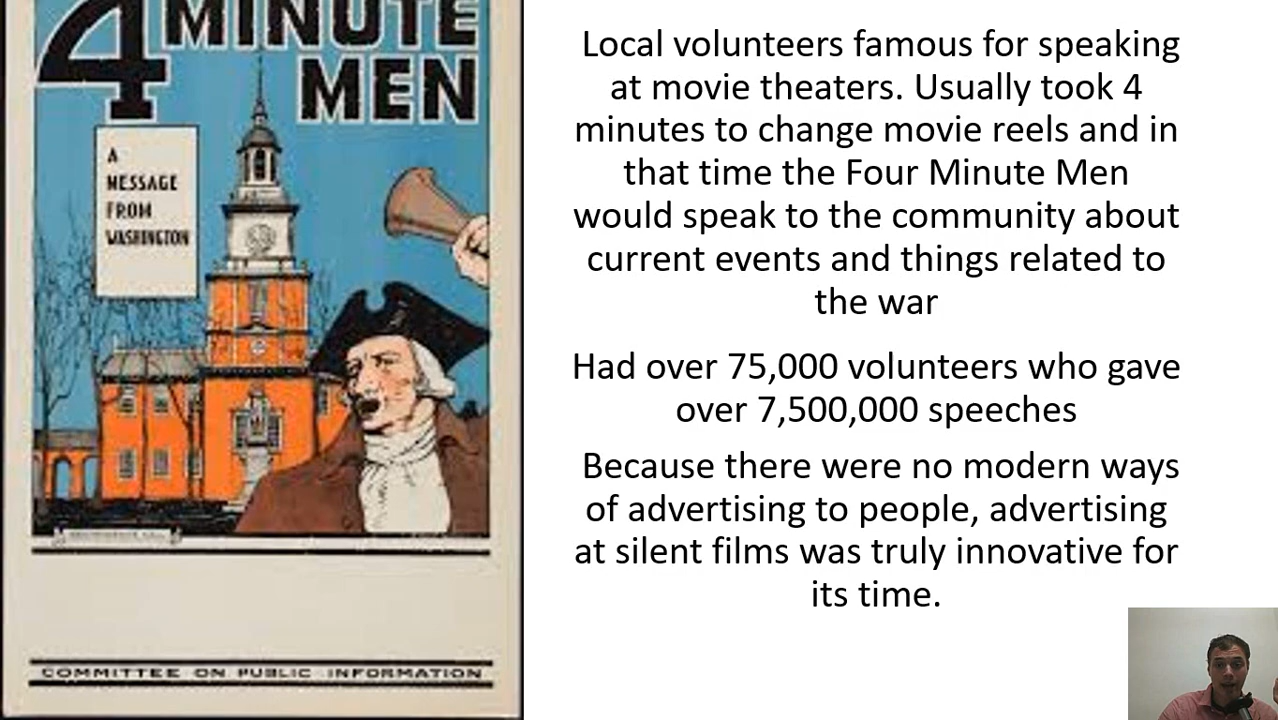 4 MINUTE
MEN
A
MESSAGE
FROM
WASHINGTON
COMMITTEE ON PUBLIC INFORMATION
Local volunteers famous for speaking
at movie theaters. Usually took 4
minutes to change movie reels and in
that time the Four Minute Men
would speak to the community about
current events and things related to
the war
Had over 75,000 volunteers who gave
over 7,500,000 speeches
Because there were no modern ways
of advertising to people, advertising
at silent films was truly innovative for
its time.